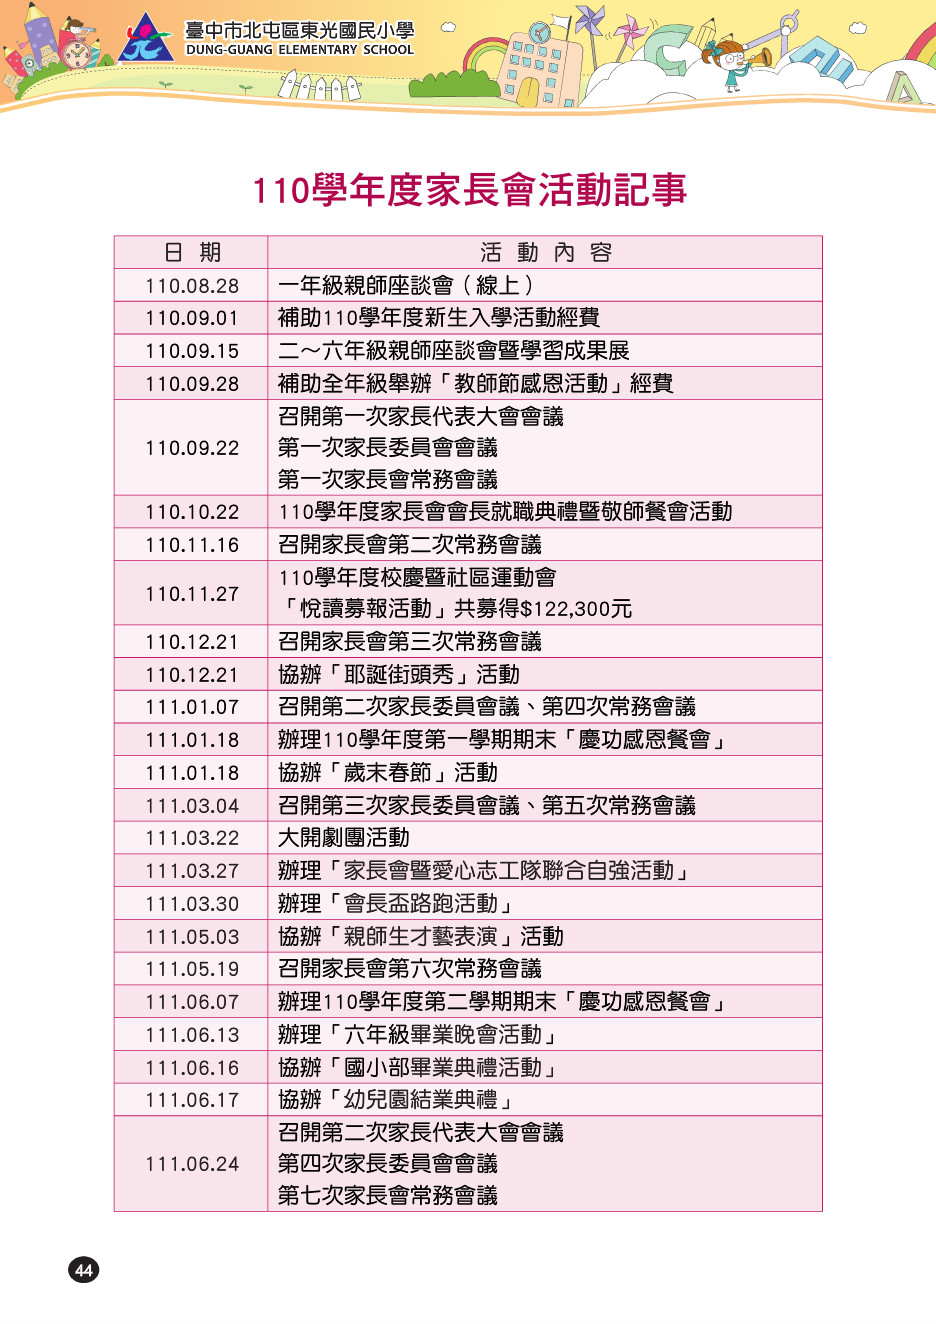 臺中市北屯區東光國民小學
DUNG-GUANG ELEMENTARY SCHOOL
110學年度家長會活動記事
日 期 活 動 內 容
110.08.28 一年級親師座談會（線上）
110.09.01 補助110學年度新生入學活動經費
110.09.15 二～六年級親師座談會暨學習成果展
110.09.28 補助全年級舉辦「教師節感恩活動」經費
110.09.22 召開第一次家長代表大會會議
第一次家長委員會會議
第一次家長會常務會議
110.10.22 110學年度家長會會長就職典禮暨敬師餐會活動
110.11.16 召開家長會第二次常務會議
110.11.27 110學年度校慶暨社區運動會
「悅讀募報活動」共募得$122,300元
110.12.21 召開家長會第三次常務會議
110.12.21 協辦「耶誕街頭秀」活動
111.01.07 召開第二次家長委員會議、第四次常務會議
111.01.18 辦理110學年度第一學期期末「慶功感恩餐會」
111.01.18 協辦「歲末春節」活動
111.03.04 召開第三次家長委員會議、第五次常務會議
111.03.22 大開劇團活動
111.03.27 辦理「家長會暨愛心志工隊聯合自強活動」
111.03.30 辦理「會長盃路跑活動」
111.05.03 協辦「親師生才藝表演」活動
111.05.19 召開家長會第六次常務會議
111.06.07 辦理110學年度第二學期期末「慶功感恩餐會」
111.06.13 辦理「六年級畢業晚會活動」
111.06.16 協辦「國小部畢業典禮活動」
111.06.17 協辦「幼兒園結業典禮」
111.06.24 召開第二次家長代表大會會議
第四次家長委員會會議
第七次家長會常務會議
44